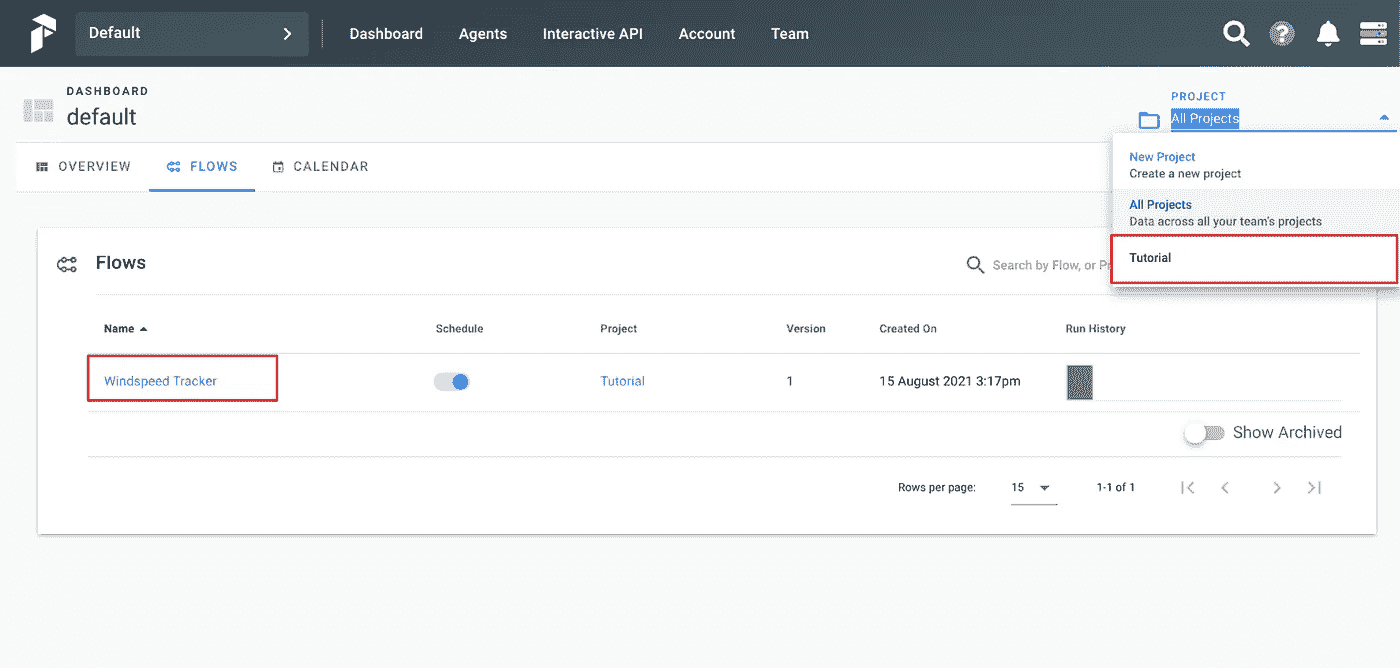 Default
Dashboard
Agents
Interactive API
Account
Team
DASHBOARD
default
PROJECT
All Projects
OVERVIEW
FLOWS
CALENDAR
New Project
Create a new project
All Projects
Data across all your team's projects
Tutorial
Flows
Search by Flow, or
Name
Schedule
Project
Version
Created On
Run History
Windspeed Tracker
Tutorial
1
15 August 2021 3:17pm
Show Archived
Rows per page:
15
1-1 of 1